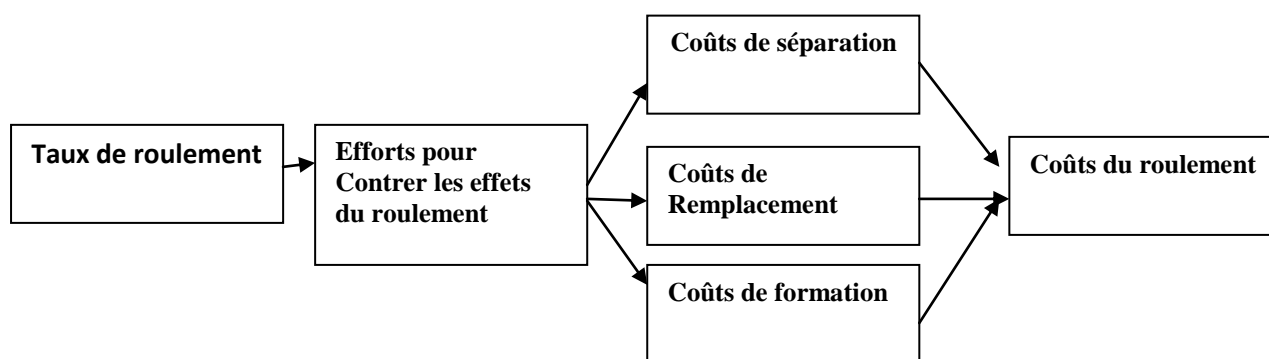 Taux de roulement
Efforts pour
Contrer les effets
du roulement
Coûts de séparation
Coûts de
Remplacement
Coûts de formation
Coûts du roulement